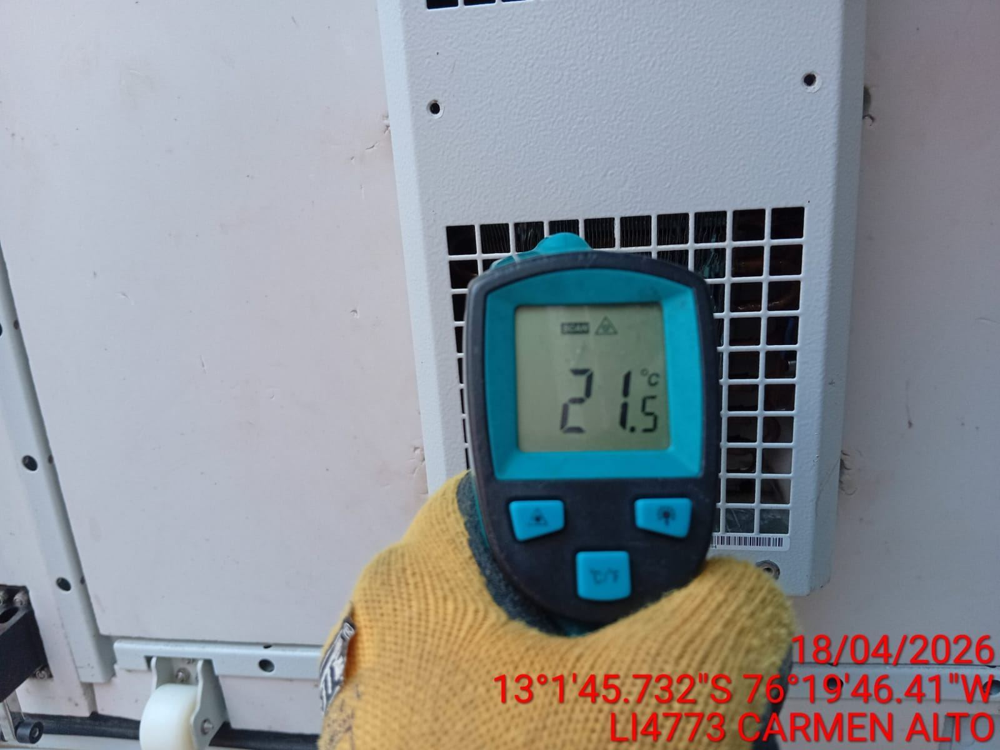 SCAN
°C
21.5
°C/°F
18/04/2026
13°1'45.732"S 76°19'46.41"W
LI4773 CARMEN ALTO